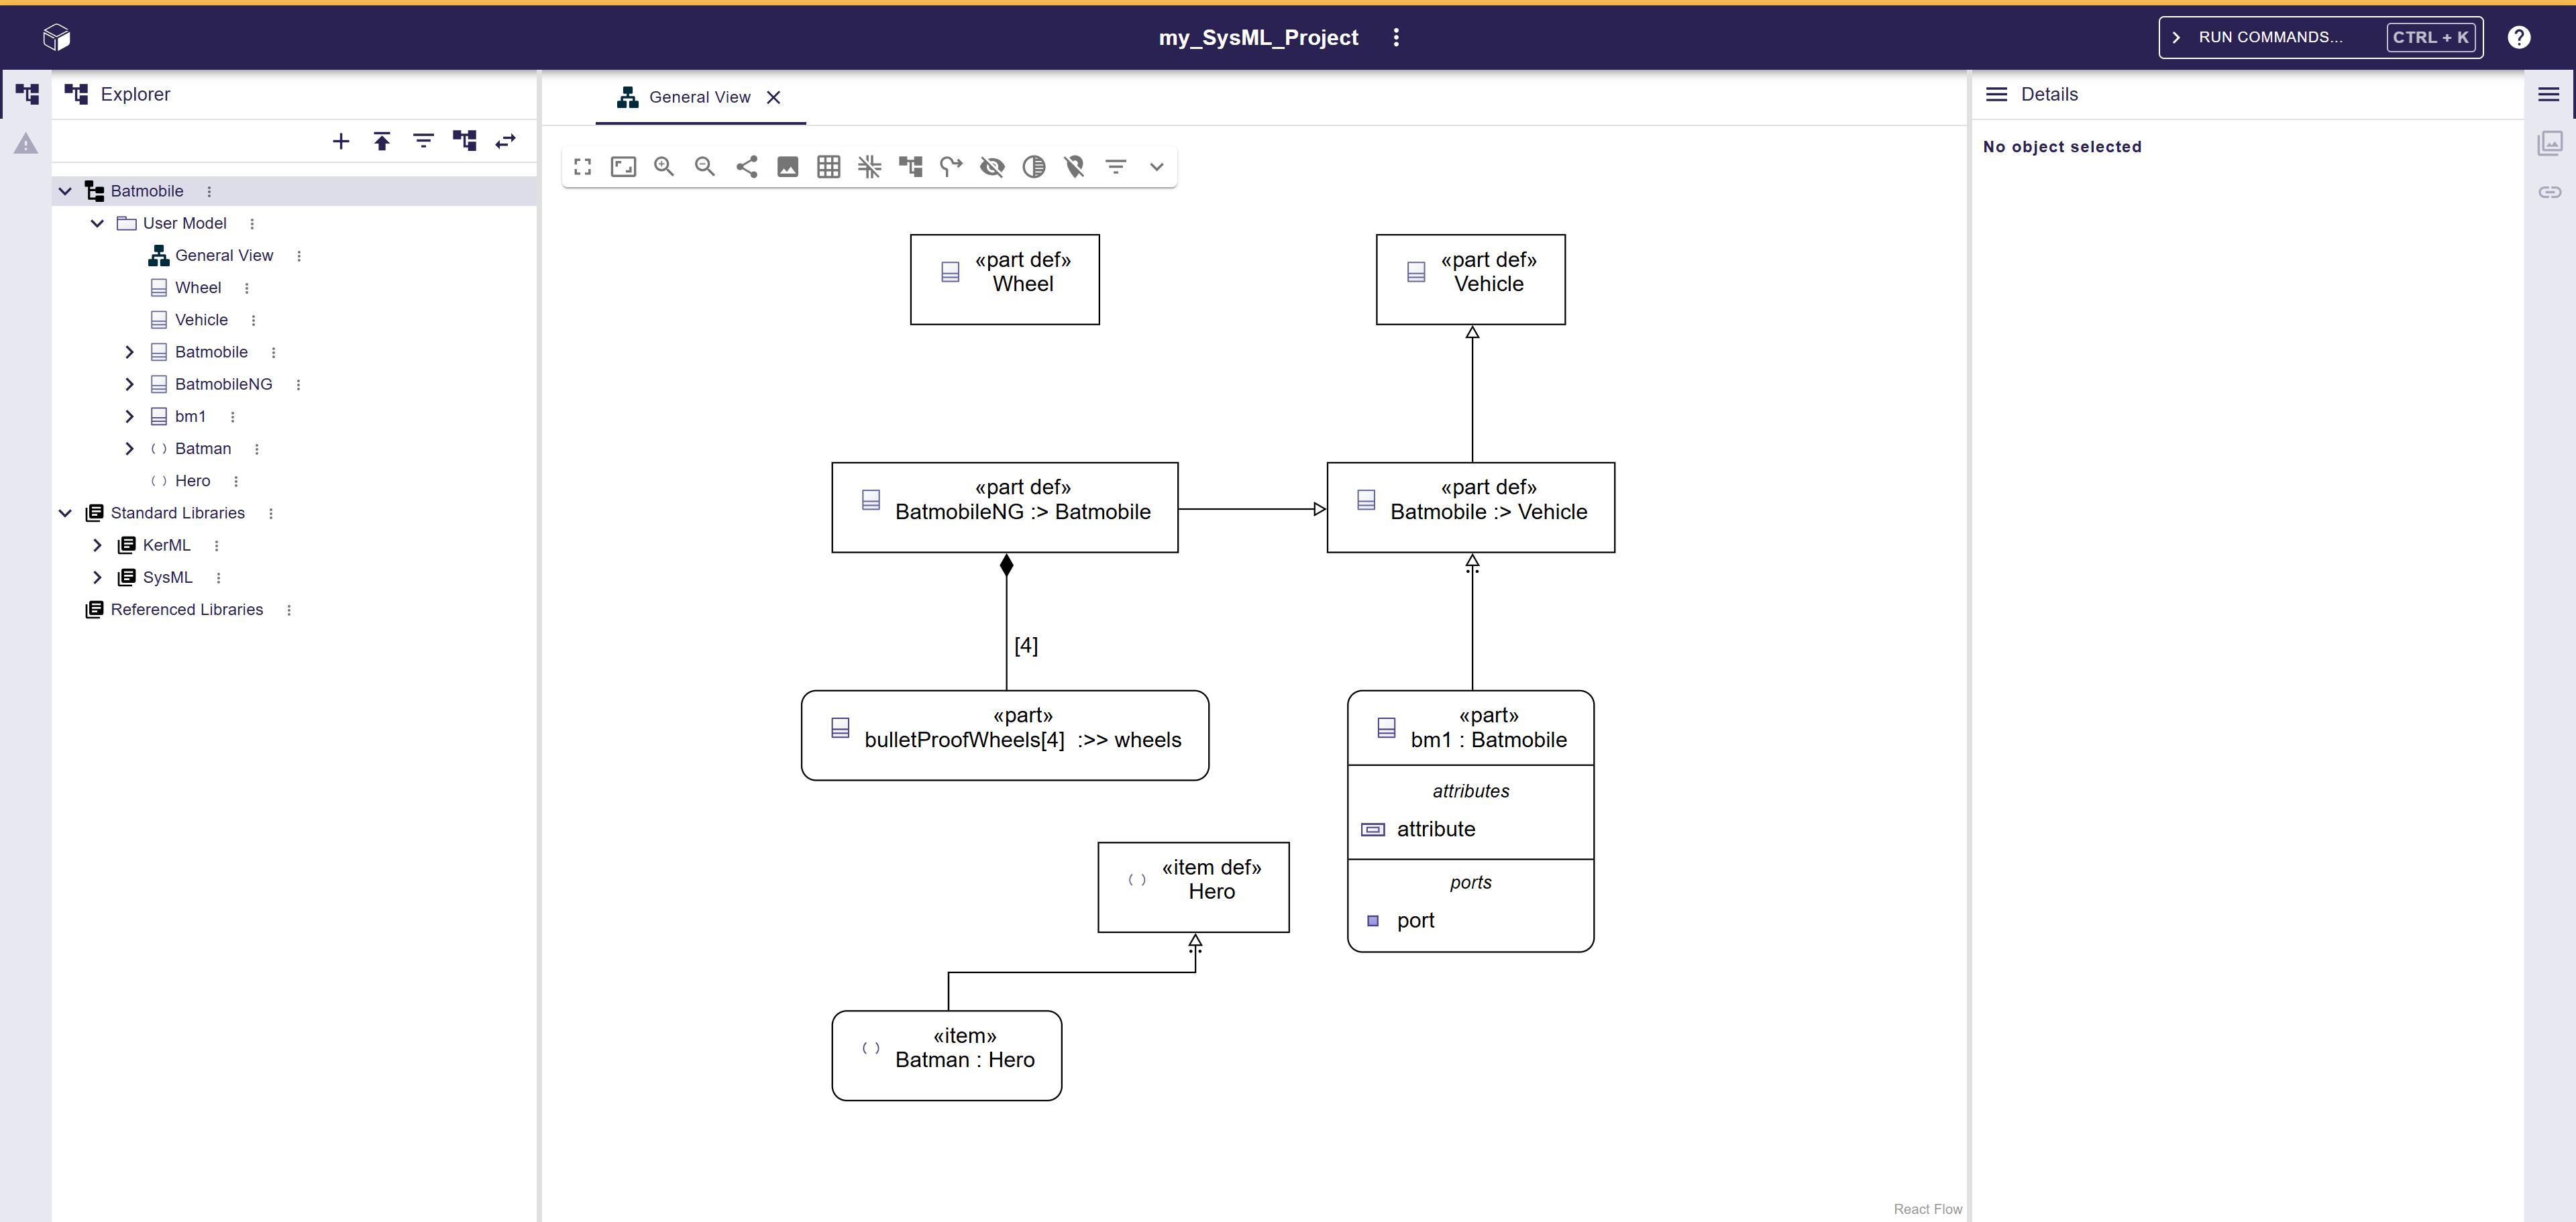 my_SysML_Project
RUN COMMANDS...
CTRL + K
Explorer
Batmobile
User Model
General View
Wheel
Vehicle
Batmobile
BatmobileNG
bm1
Batman
Hero
Standard Libraries
KerML
SysML
Referenced Libraries
General View
«part def»
Wheel
«part def»
Vehicle
«part def»
BatmobileNG :> Batmobile
«part def»
Batmobile :> Vehicle
[4]
«part»
bulletProofWheels[4]  :>> wheels
«part»
bm1 : Batmobile
attributes
attribute
ports
port
«item def»
Hero
«item»
Batman : Hero
React Flow
Details
No object selected